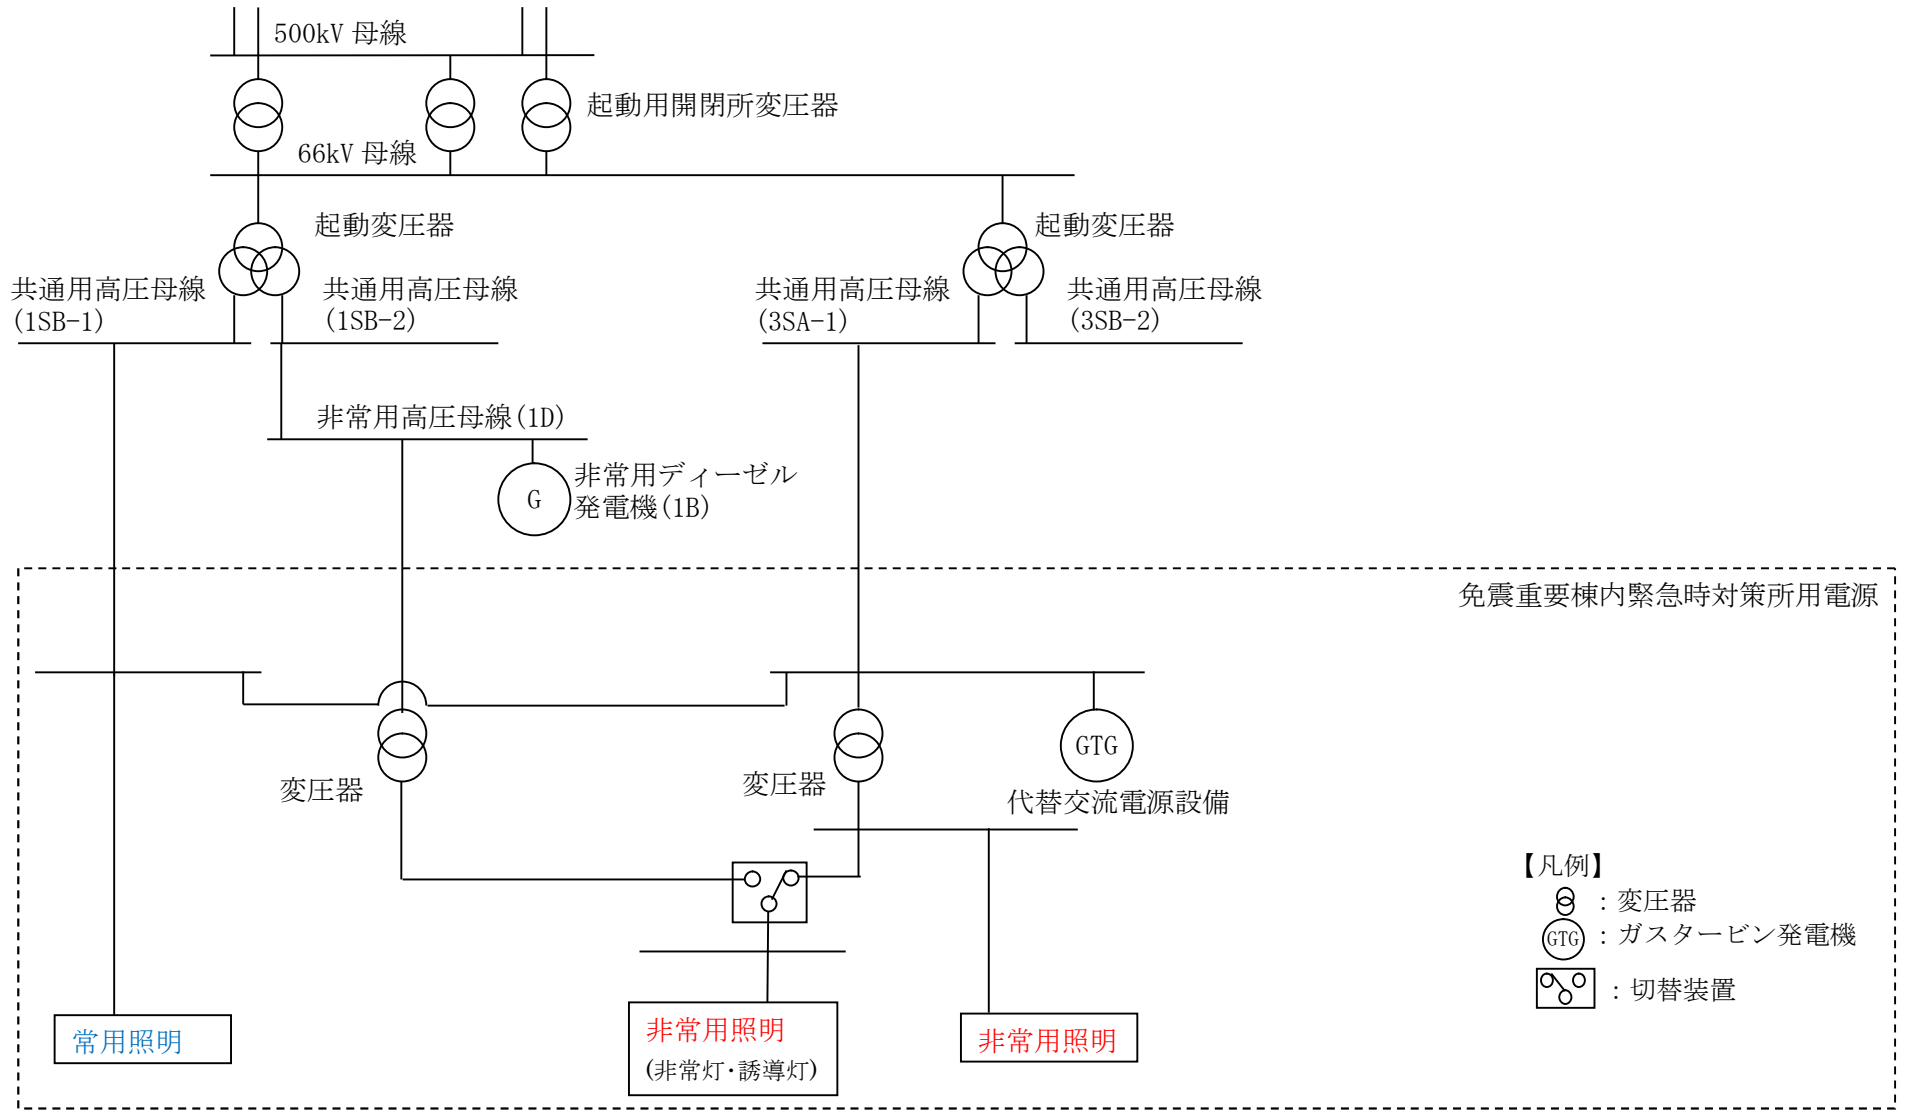 500kV 母線
起動用開閉所変圧器
66kV 母線
起動変圧器
起動変圧器
共通用高圧母線
(1SB-1)
共通用高圧母線
(1SB-2)
共通用高圧母線
(3SA-1)
共通用高圧母線
(3SB-2)
非常用高圧母線(1D)
G
非常用ディーゼル
発電機(1B)
免震重要棟内緊急時対策所用電源
変圧器
変圧器
GTG
代替交流電源設備
【凡例】
：変圧器
GTG
：ガスタービン発電機
：切替装置
常用照明
非常用照明
(非常灯・誘導灯)
非常用照明